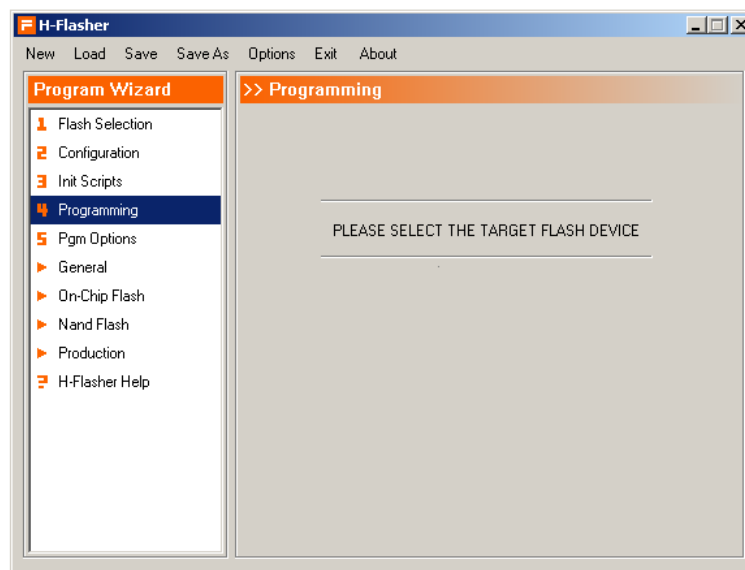 H-Flasher
New Load Save Save As Options Exit About
Program Wizard
1 Flash Selection
2 Configuration
3 Init Scripts
4 Programming
5 Pgm Options
General
On-Chip Flash
Nand Flash
Production
? H-Flasher Help
>> Programming
PLEASE SELECT THE TARGET FLASH DEVICE